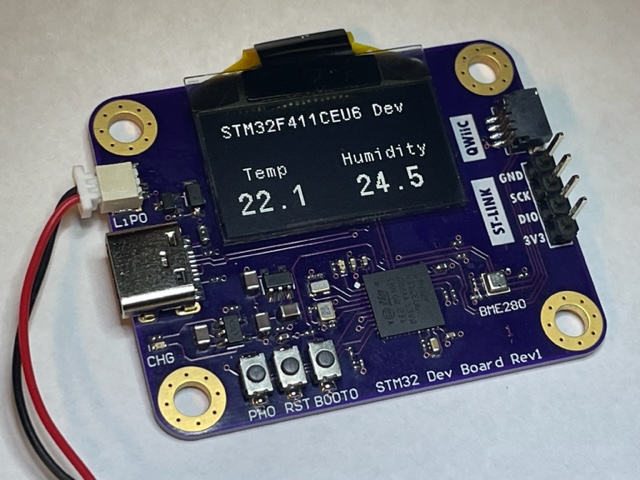 STM32F411CEU6 Dev
Temp
Humidity
22.1
24.5
QWIIC
ST-LINK
GND
SCK
DIO
3V3
LiPO
CHG
BME280
PH0
RST
BOOT0
STM32 Dev Board Rev1